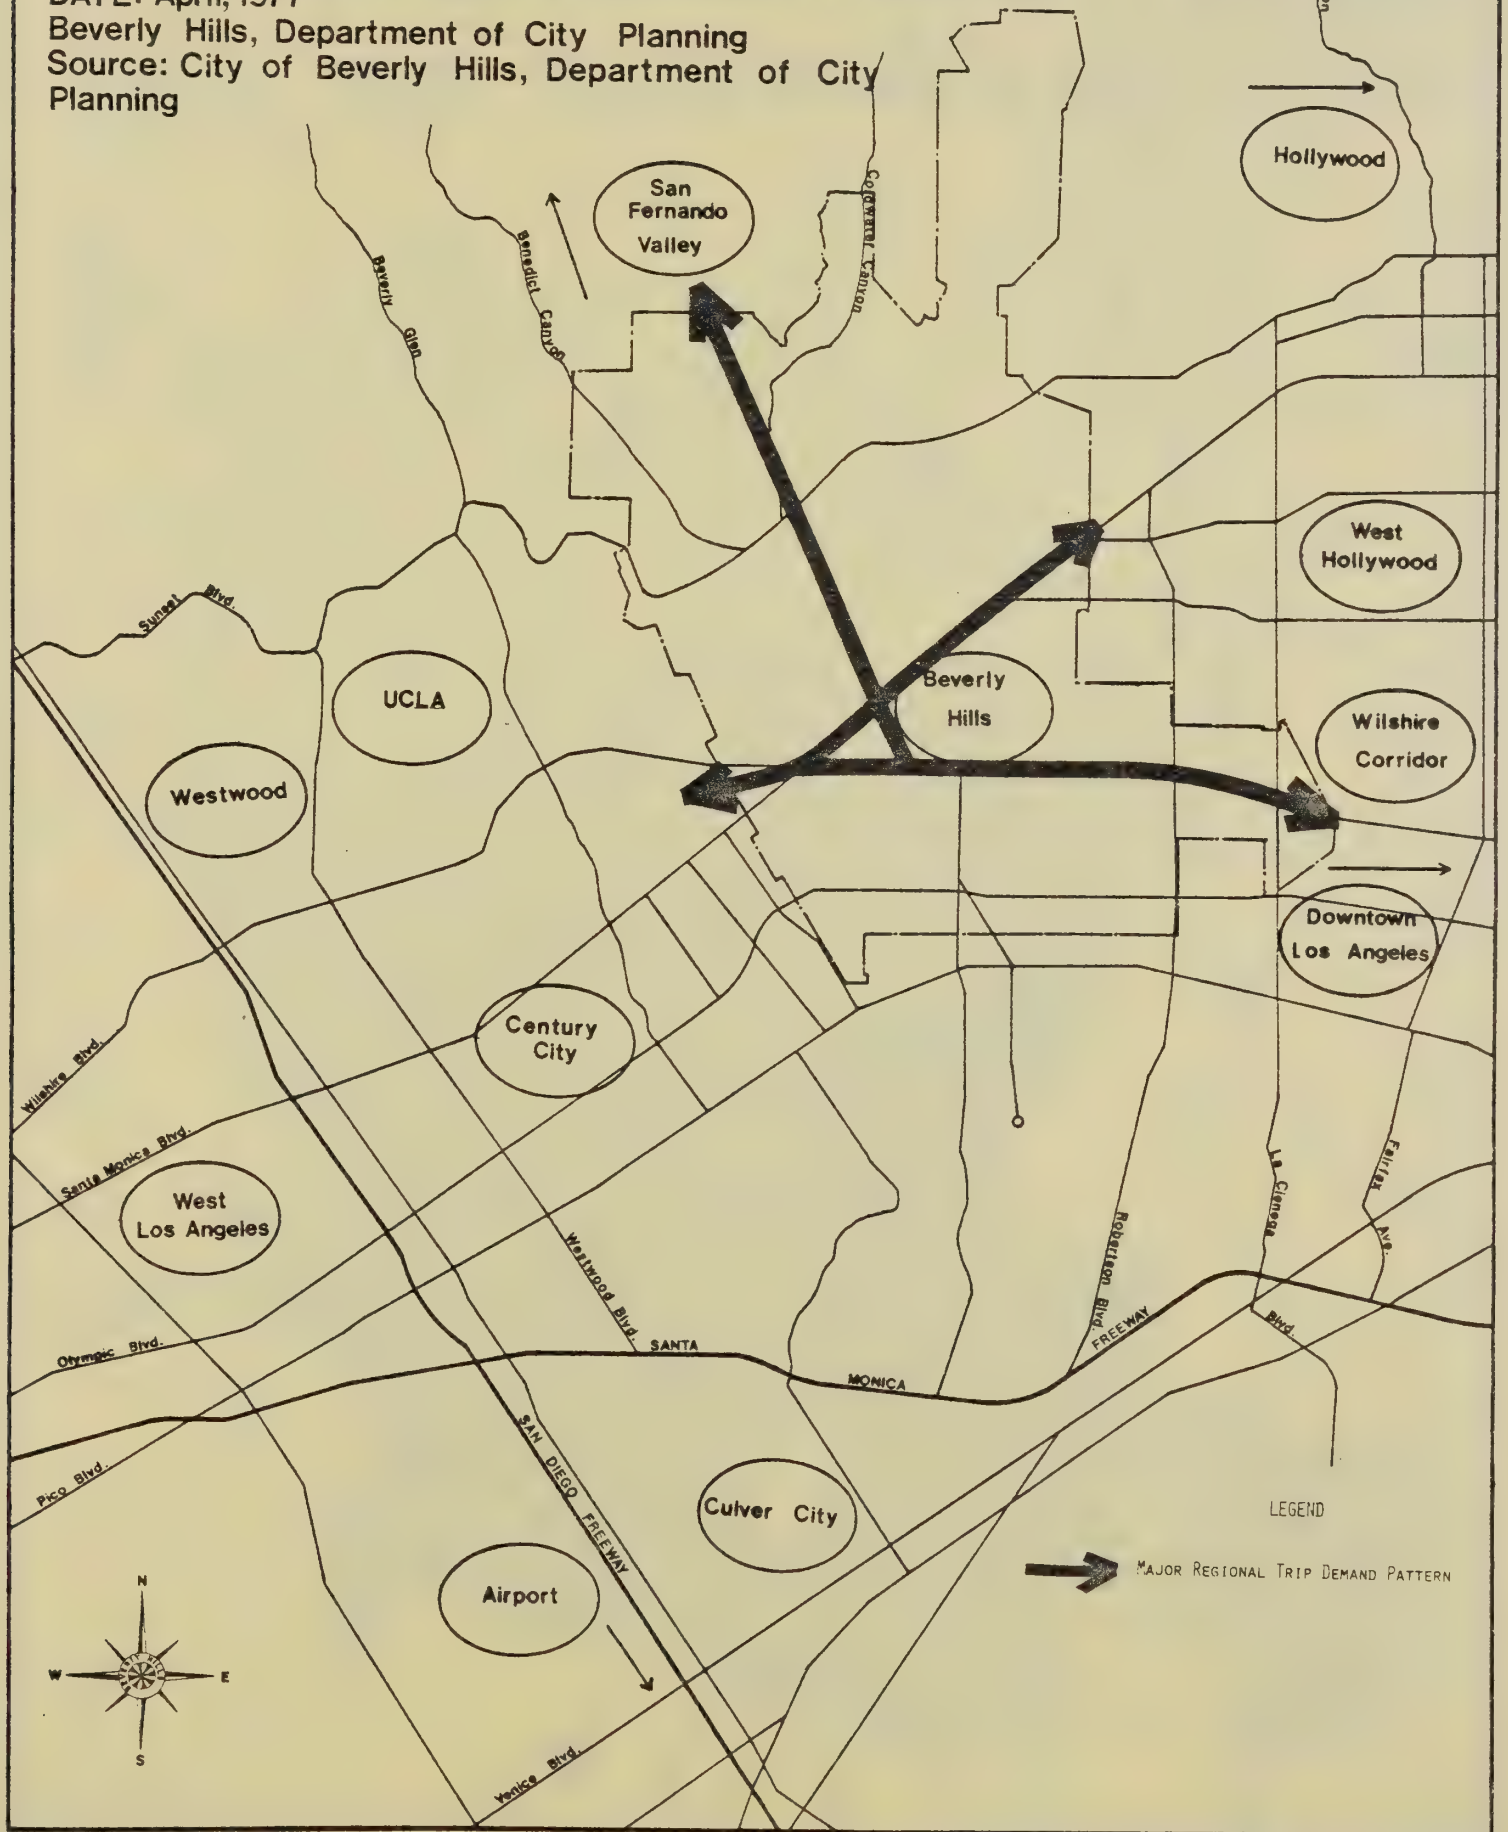 DATE: April, 1977
Beverly Hills, Department of City Planning
Source: City of Beverly Hills, Department of City
Planning
Hollywood
San
Fernando
Valley
Coldwater Canyon
Benedict Canyon
Beverly Glen
West
Hollywood
Sunset Blvd.
UCLA
Beverly
Hills
Wilshire
Corridor
Westwood
Downtown
Los Angeles
Century
City
Wilshire Blvd.
Santa Monica Blvd.
West
Los Angeles
La Cienega
Blvd.
Fairfax Ave.
Robertson Blvd.
Westwood Blvd.
Olympic Blvd.
SANTA MONICA FREEWAY
Pico Blvd.
SAN DIEGO FREEWAY
Culver City
LEGEND
MAJOR REGIONAL TRIP DEMAND PATTERN
Airport
N
W
E
S
Venice Blvd.